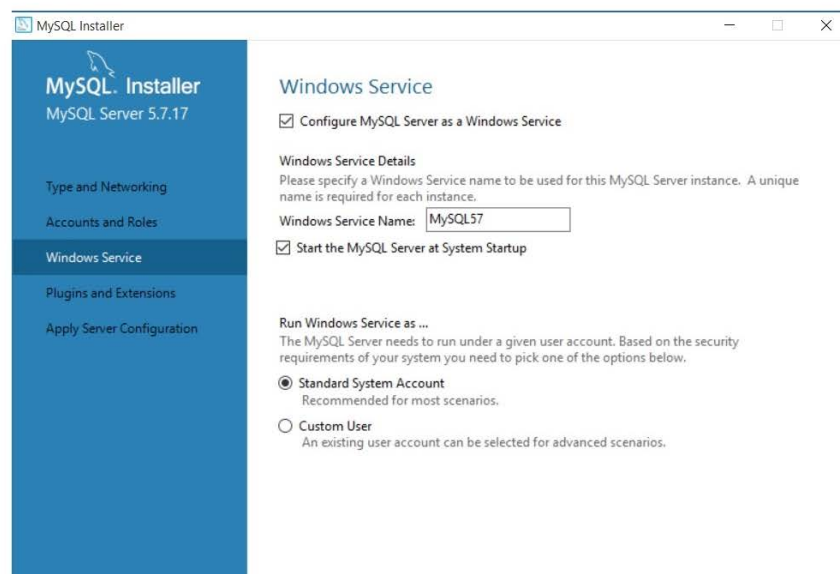 MySQL Installer
MySQL. Installer
MySQL Server 5.7.17
Type and Networking
Accounts and Roles
Windows Service
Plugins and Extensions
Apply Server Configuration
Windows Service
Configure MySQL Server as a Windows Service
Windows Service Details
Please specify a Windows Service name to be used for this MySQL Server instance. A unique
name is required for each instance.
Windows Service Name: MySQL57
Start the MySQL Server at System Startup
Run Windows Service as ...
The MySQL Server needs to run under a given user account. Based on the security
requirements of your system you need to pick one of the options below.
Standard System Account
Recommended for most scenarios.
Custom User
An existing user account can be selected for advanced scenarios.